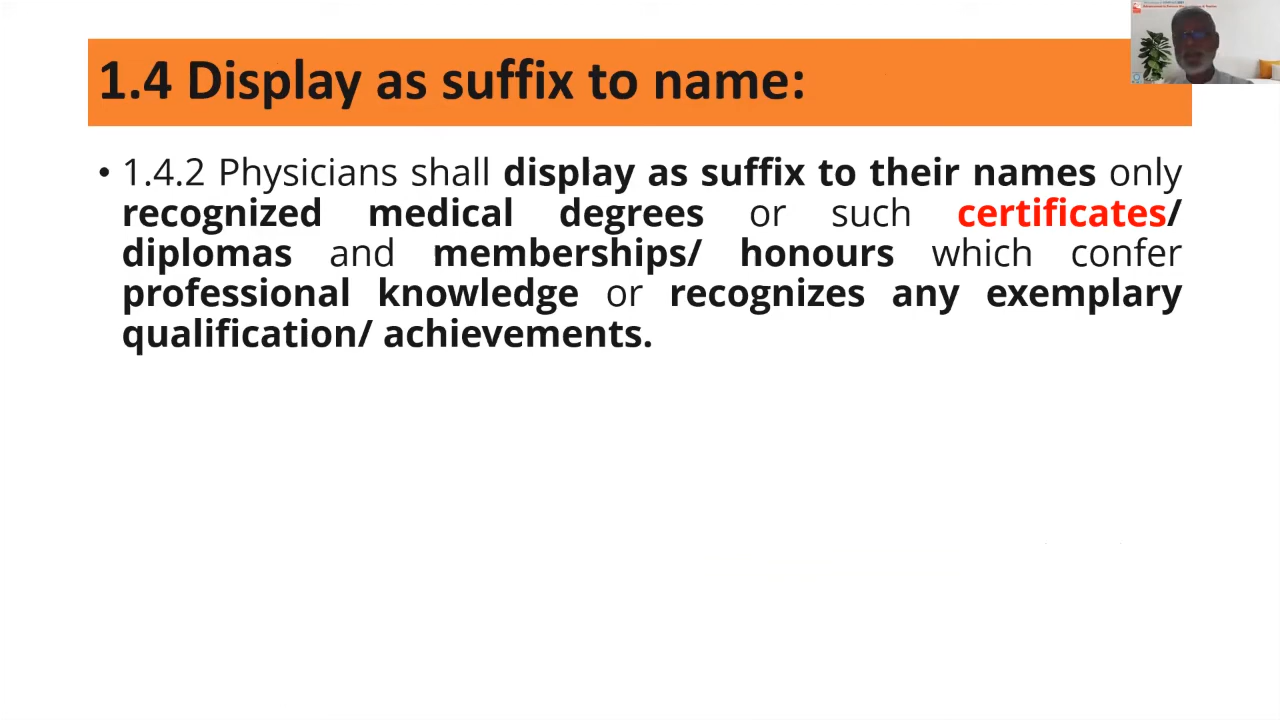 1.4 Display as suffix to name:
• 1.4.2 Physicians shall display as suffix to their names only
recognized medical degrees or such certificates/
diplomas and memberships/ honours which confer
professional knowledge or recognizes any exemplary
qualification/ achievements.